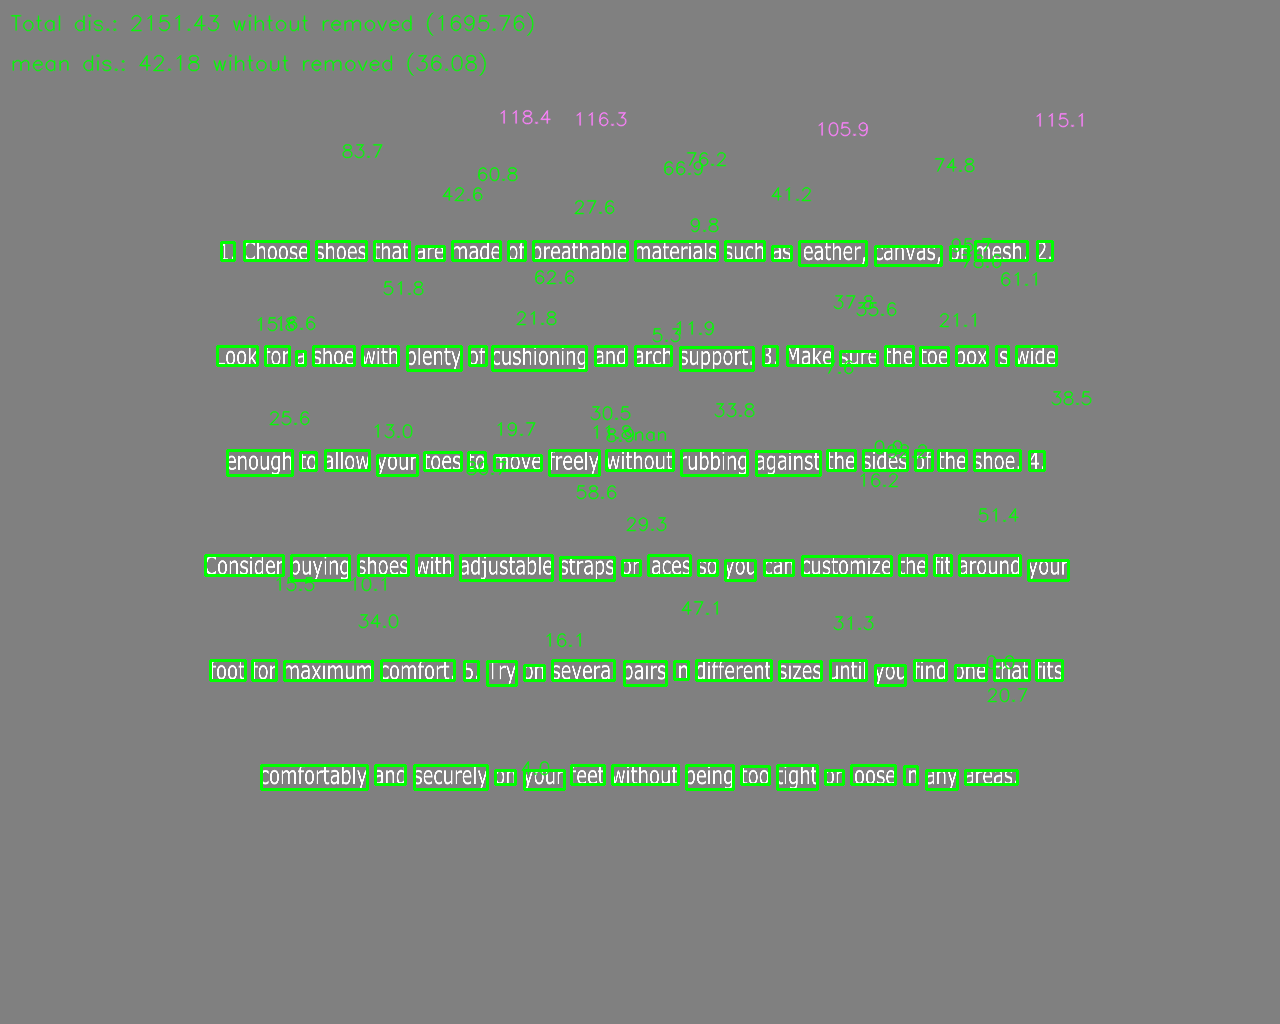 Total dis.: 2151.43 wihtout removed (1695.76)
mean dis.: 42.18 wihtout removed (36.08)
118.4 116.3 105.9 115.1
83.7 60.8 66.9 76.2 74.8
42.6 27.6 9.8 41.2
1. Choose shoes that are made of breathable materials such as leather, canvas, or mesh. 2.
51.8 62.6 61.1
15.8 21.8 5.3 11.9 37.8 21.1
Look for a shoe with plenty of cushioning and arch support. 3. Make sure the toe box is wide
25.6 13.0 19.7 30.5 33.8 38.5
nan
enough to allow your toes to move freely without rubbing against the sides of the shoe. 4.
58.6 29.3 16.2 51.4
Consider buying shoes with adjustable straps or laces so you can customize the fit around your
10.1
34.0 16.1 47.1 31.3
foot for maximum comfort. 5. Try on several pairs in different sizes until you find one that fits
20.7
comfortably and securely on your feet without being too tight or loose in any areas.